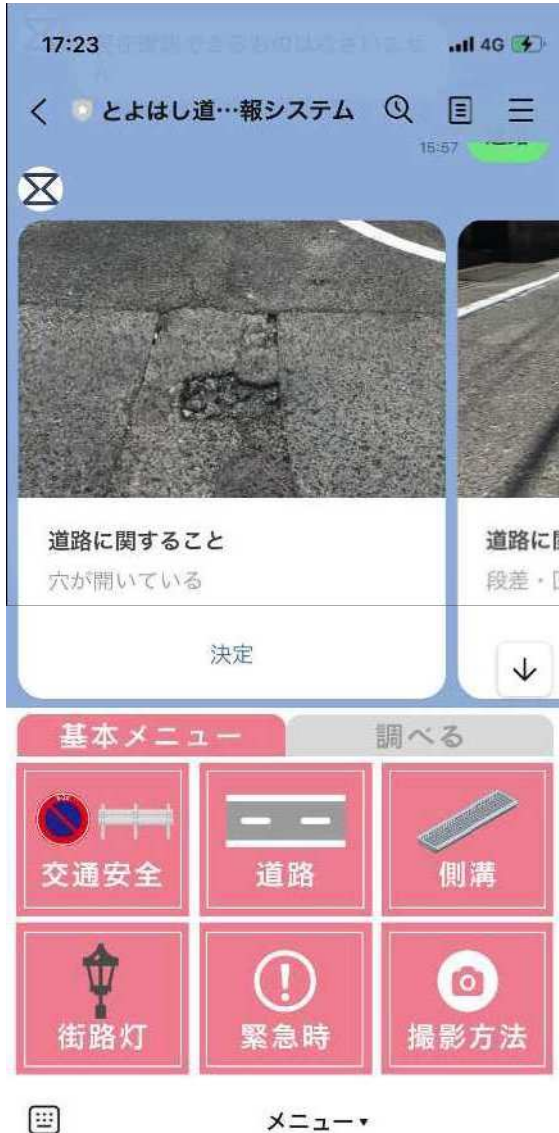 17:23
4G
とよはし道…報システム
15:57
道路に関すること
穴が開いている
決定
道路に
段差・
基本メニュー
調べる
交通安全
道路
側溝
街路灯
緊急時
撮影方法
メニュー▼